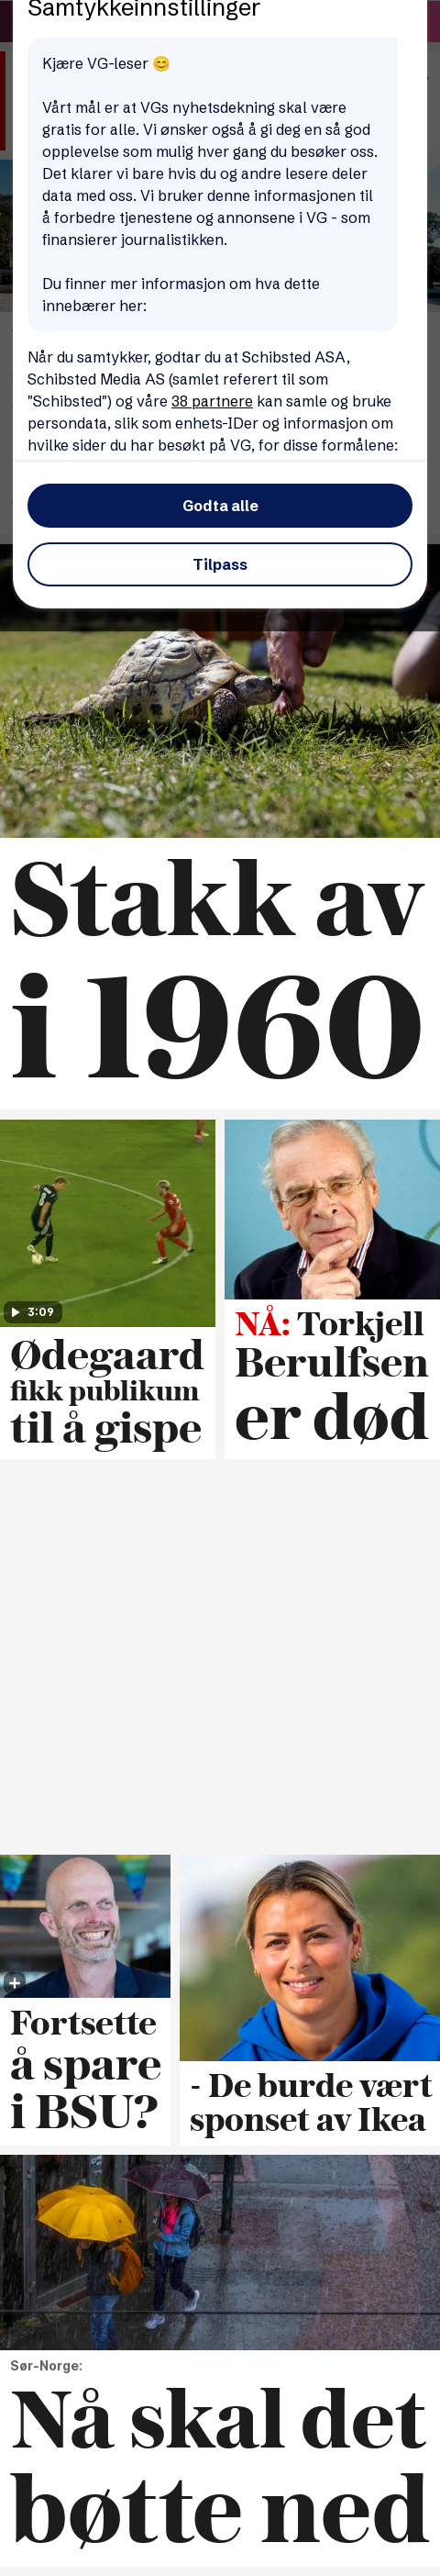 Samtykkeinnstillinger
Kjære VG-leser 😊
Vårt mål er at VGs nyhetsdekning skal være
gratis for alle. Vi ønsker også å gi deg en så god
opplevelse som mulig hver gang du besøker oss.
Det klarer vi bare hvis du og andre lesere deler
data med oss. Vi bruker denne informasjonen til
å forbedre tjenestene og annonsene i VG - som
finansierer journalistikken.
Du finner mer informasjon om hva dette
innebærer her:
Når du samtykker, godtar du at Schibsted ASA,
Schibsted Media AS (samlet referert til som
"Schibsted") og våre 38 partnere kan samle og bruke
persondata, slik som enhets-IDer og informasjon om
hvilke sider du har besøkt på VG, for disse formålene:
Godta alle
Tilpass
Stakk av
i 1960
3:09
Ødegaard
fikk publikum
til å gispe
NÅ: Torkjell
Berulfsen
er død
Fortsette
å spare
i BSU?
- De burde vært
sponset av Ikea
Sør-Norge:
Nå skal det
bøtte ned